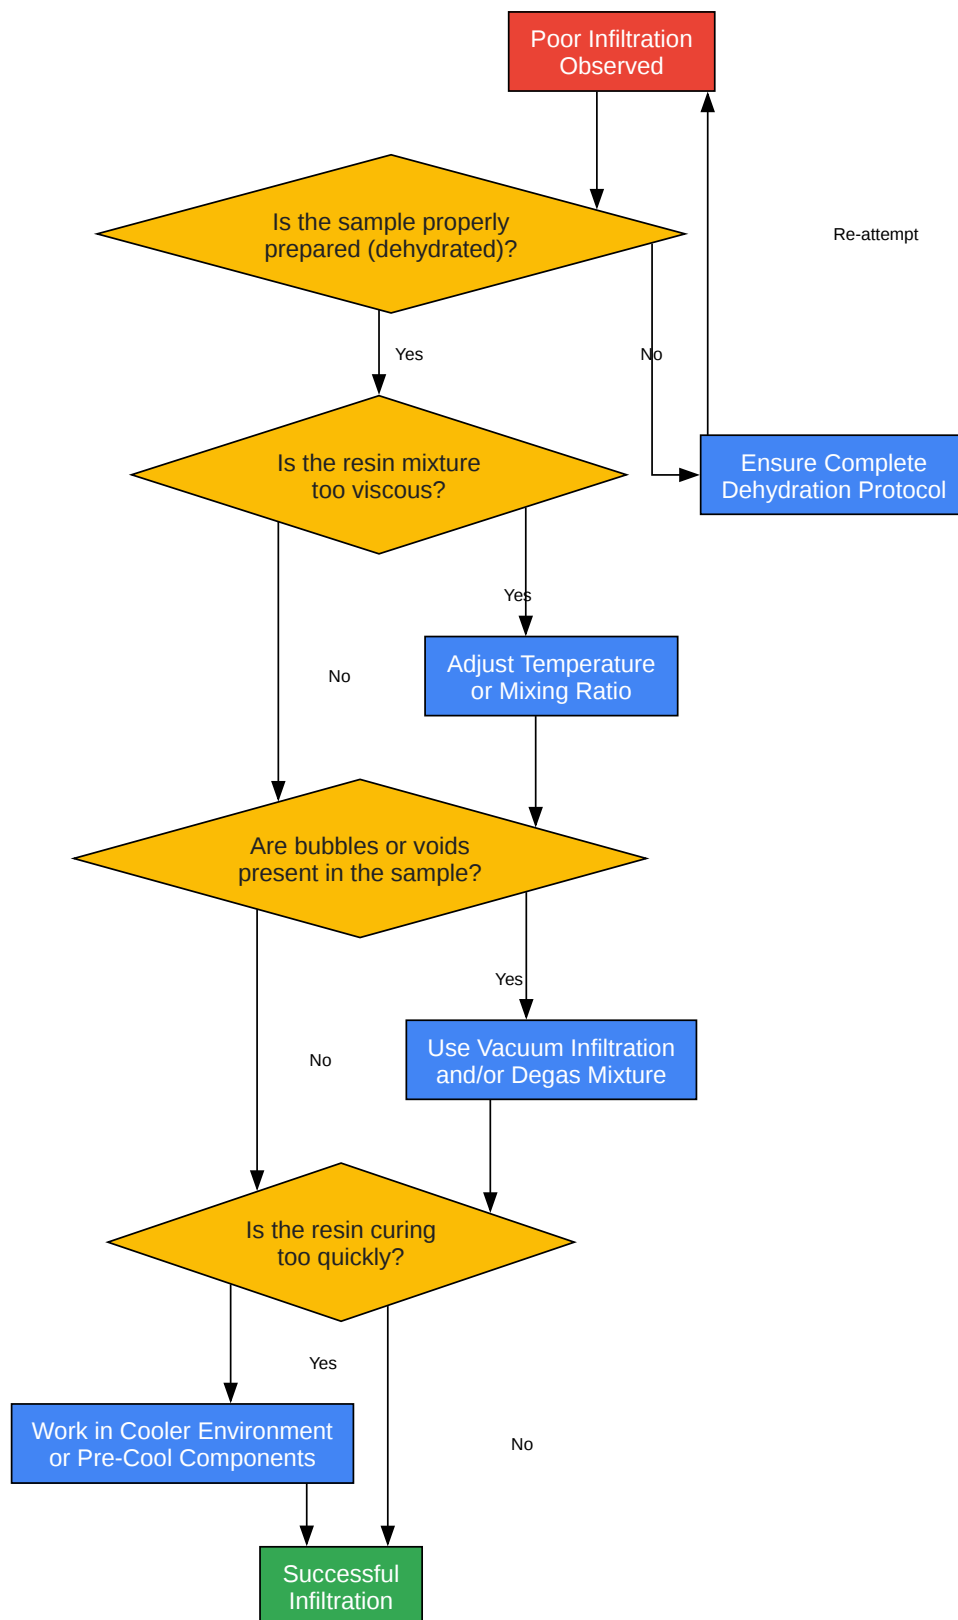 Poor Infiltration
Observed
Is the sample properly
prepared (dehydrated)?
Re-attempt
Yes
No
Is the resin mixture
too viscous?
Ensure Complete
Dehydration Protocol
Yes
No
Adjust Temperature
or Mixing Ratio
Are bubbles or voids
present in the sample?
Yes
No
Use Vacuum Infiltration
and/or Degas Mixture
Is the resin curing
too quickly?
Yes
No
Work in Cooler Environment
or Pre-Cool Components
Successful
Infiltration